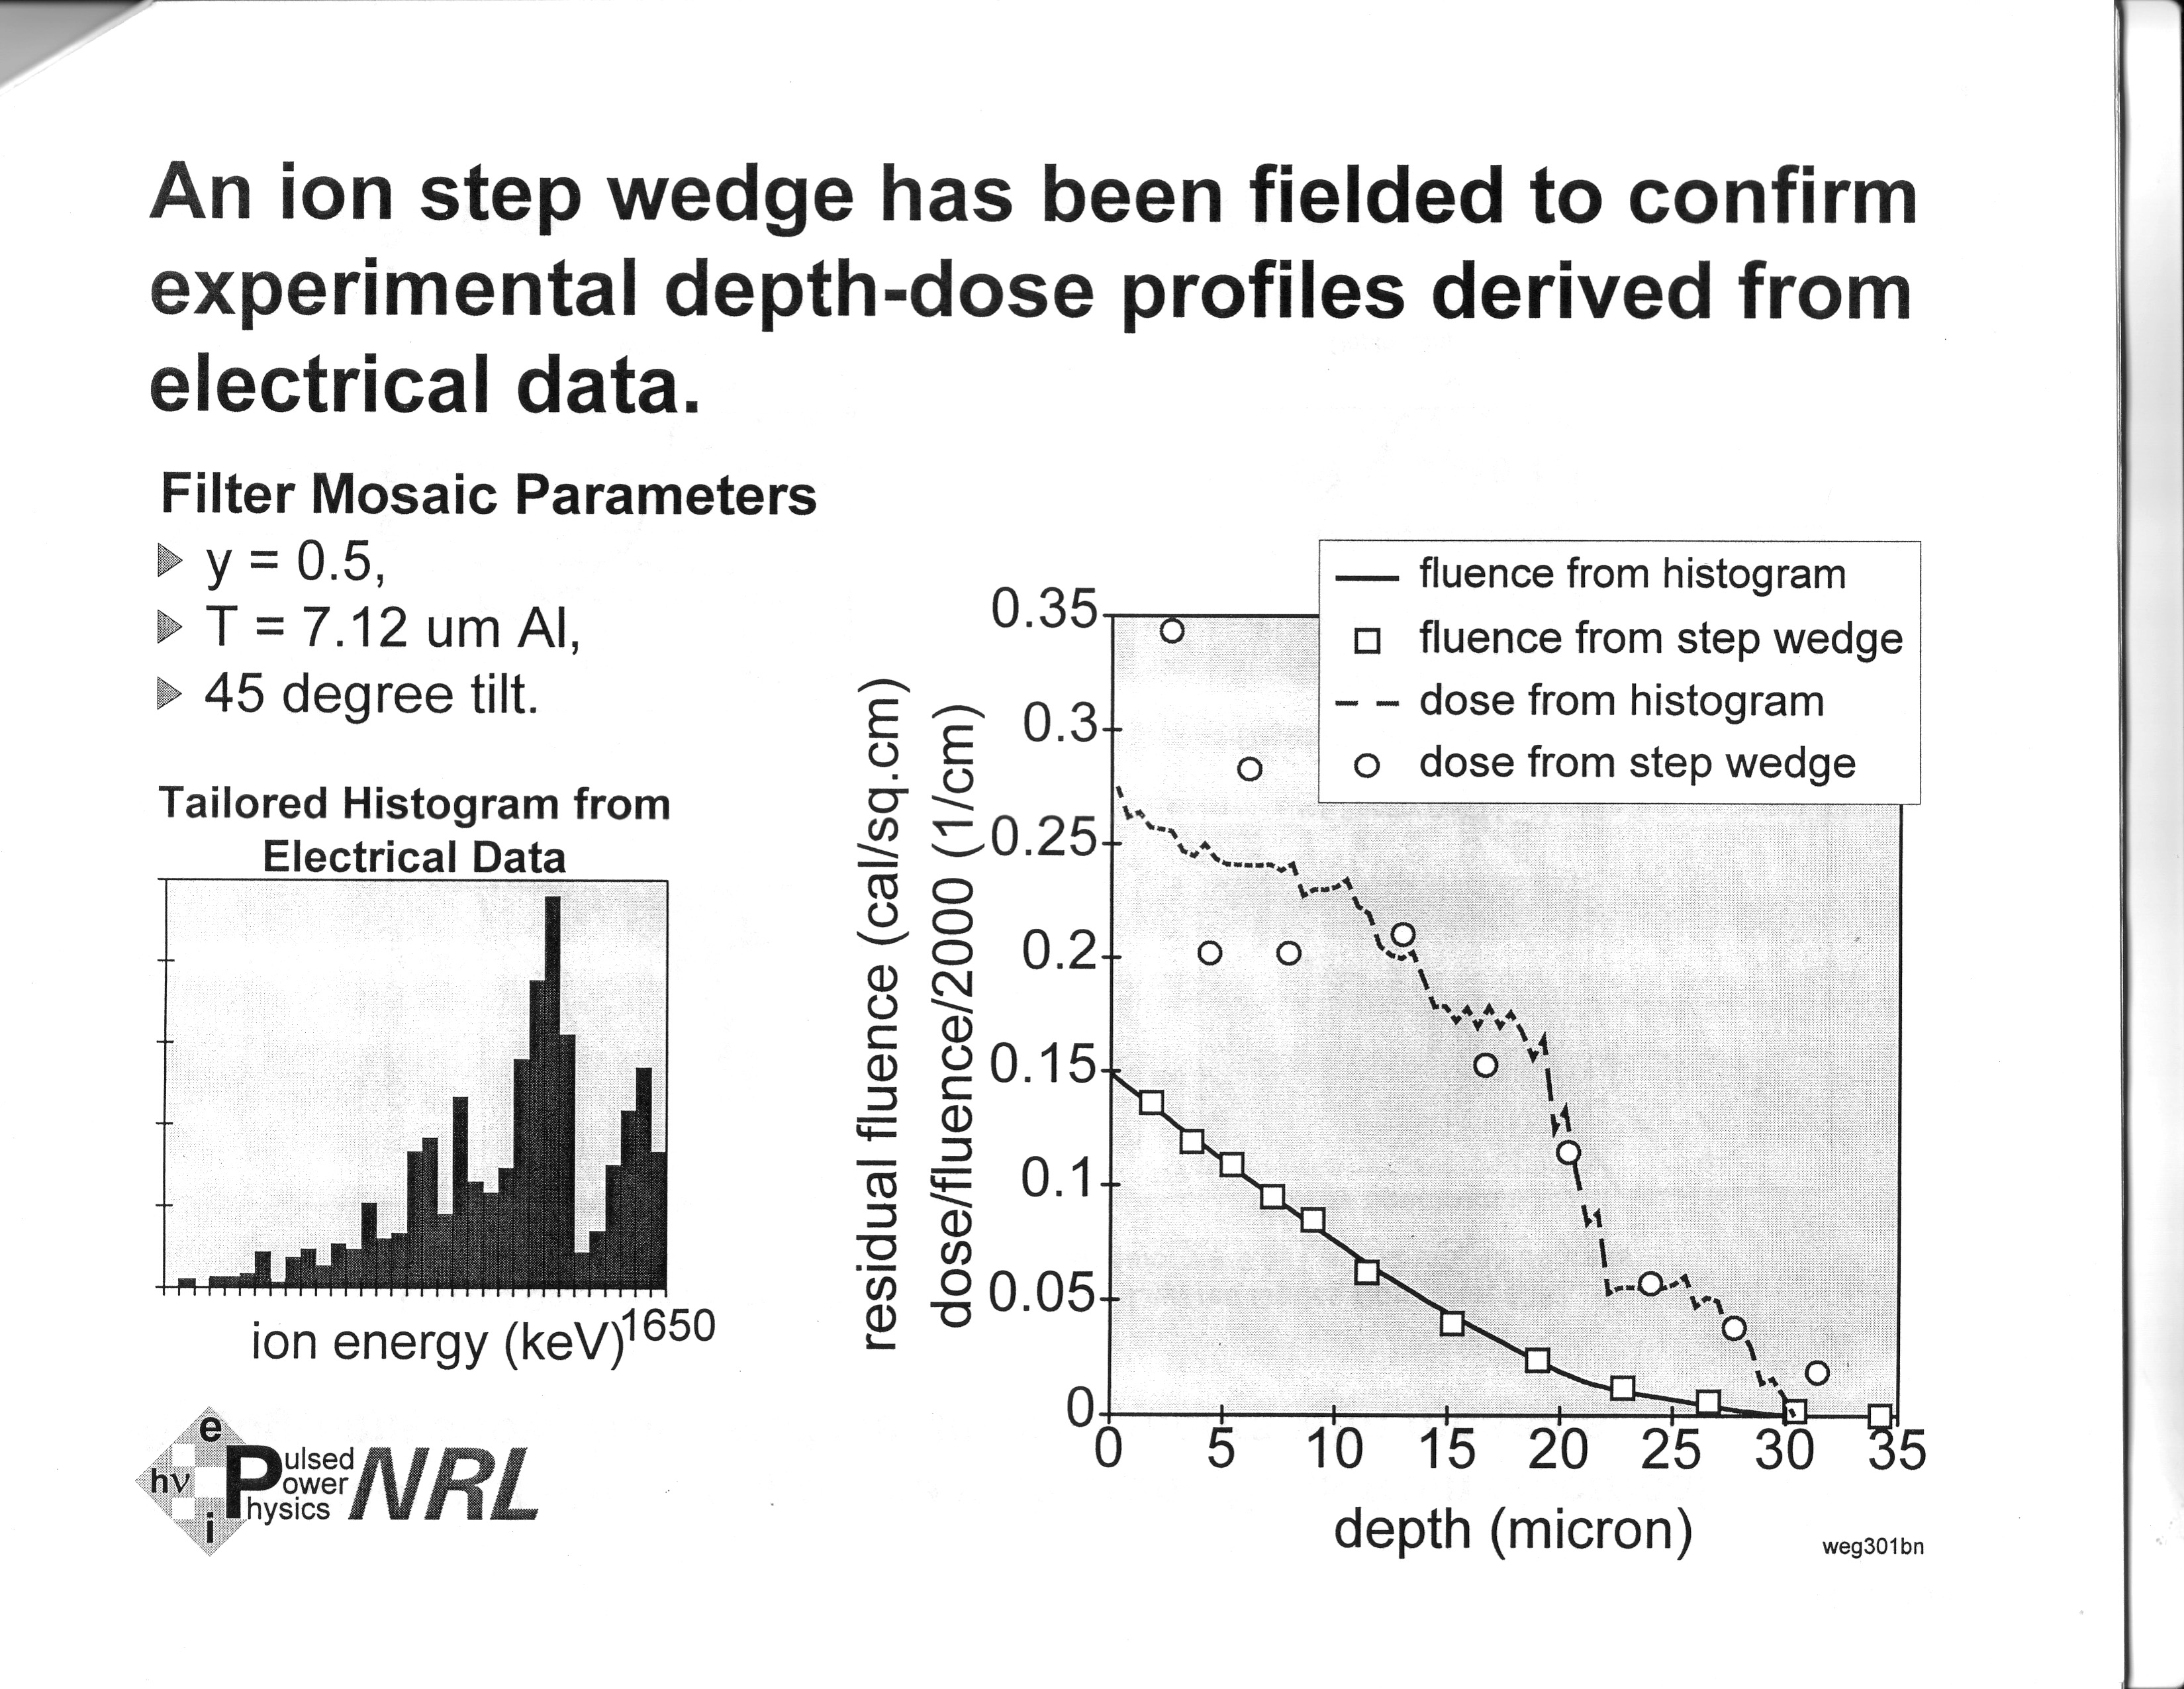 An ion step wedge has been fielded to confirm
experimental depth-dose profiles derived from
electrical data.
Filter Mosaic Parameters
y = 0.5,
T = 7.12 um Al,
45 degree tilt.
Tailored Histogram from
Electrical Data
ion energy (keV)
1650
residual fluence (cal/sq.cm)
dose/fluence/2000 (1/cm)
0.35
0.3
0.25
0.2
0.15
0.1
0.05
0
0 5 10 15 20 25 30 35
depth (micron)
fluence from histogram
fluence from step wedge
dose from histogram
dose from step wedge
e
hν
i
Pulsed
Power
Physics
NRL
weg301bn